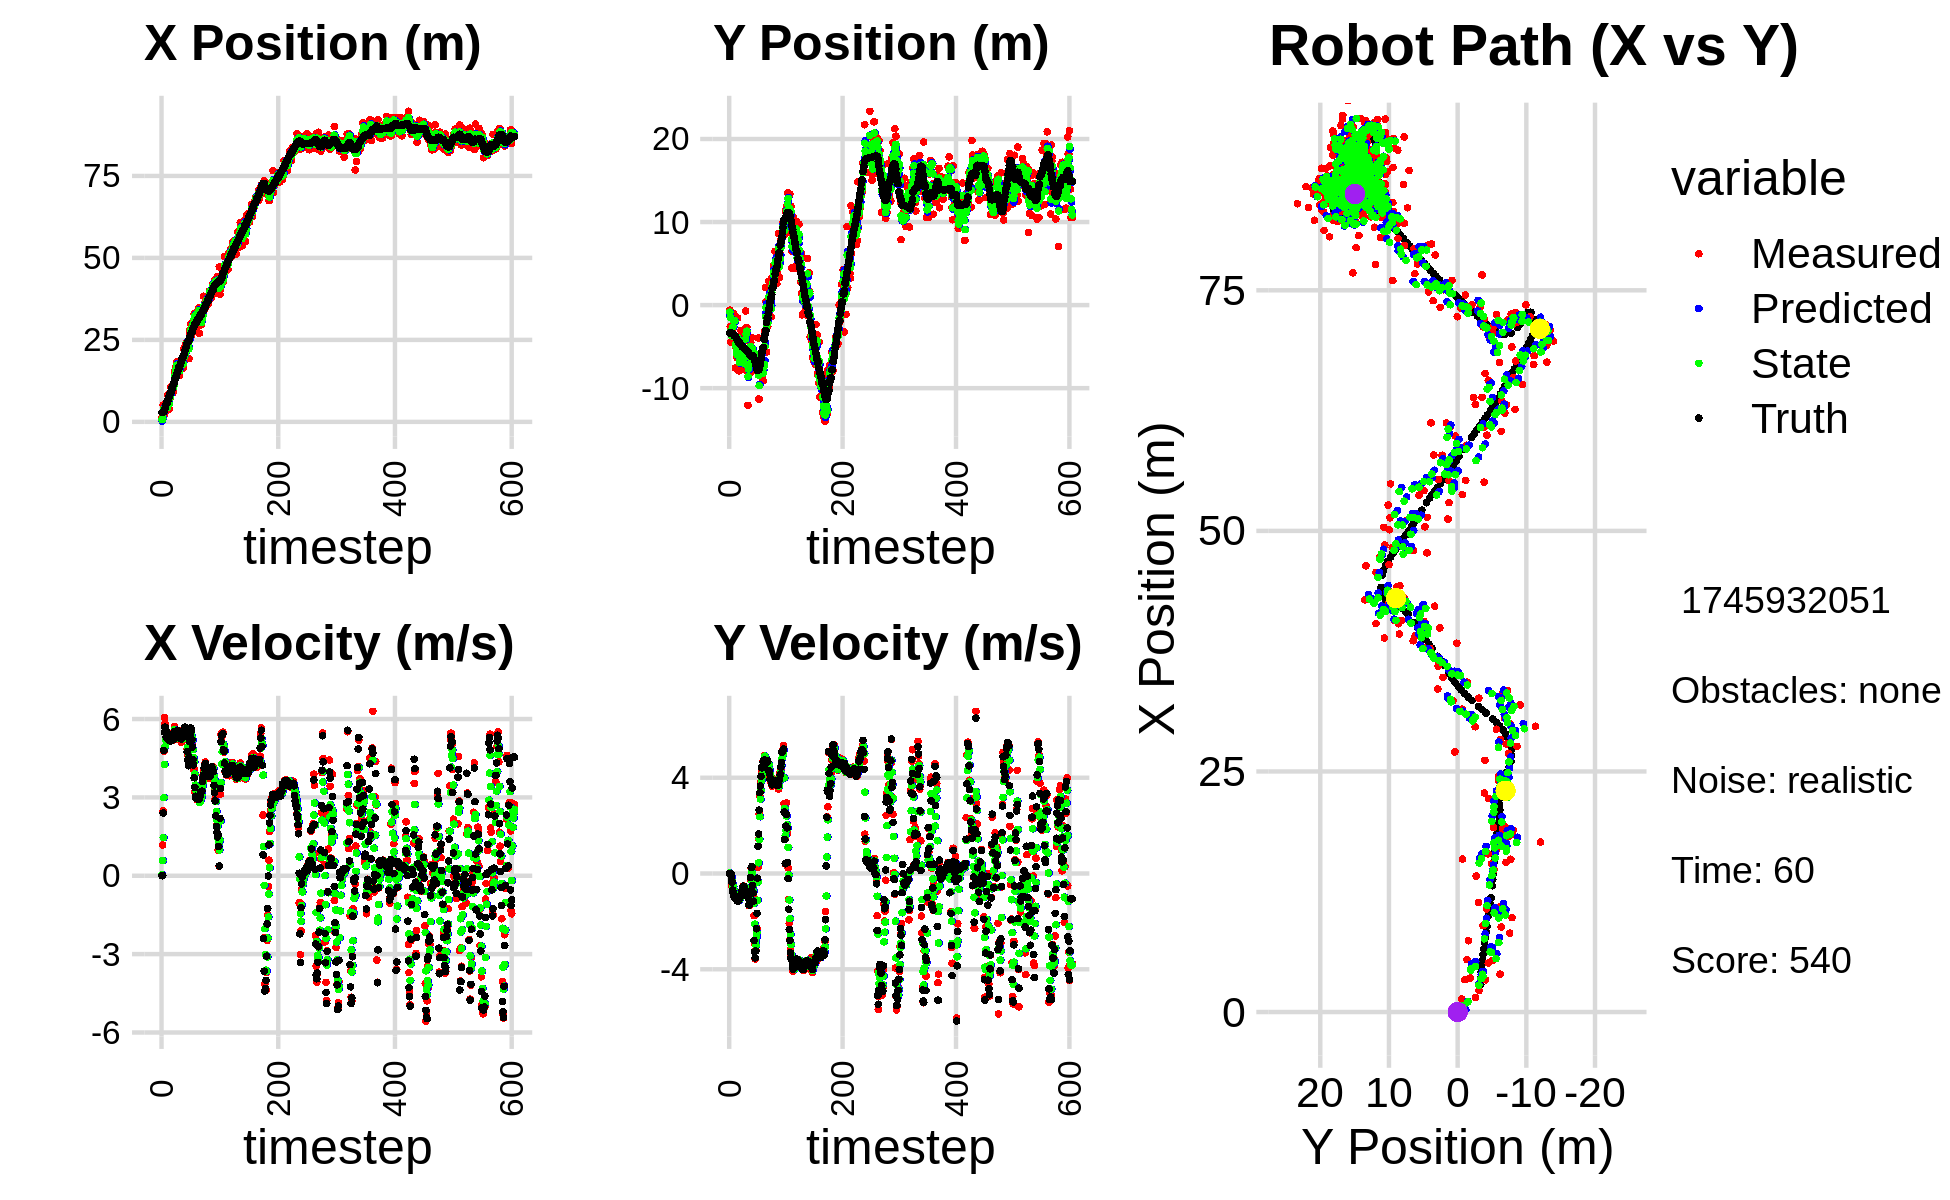 X Position (m)
75
50
25
0
0
200
400
600
timestep
Y Position (m)
20
10
0
-10
0
200
400
600
timestep
X Velocity (m/s)
6
3
0
-3
-6
0
200
400
600
timestep
Y Velocity (m/s)
4
0
-4
0
200
400
600
timestep
Robot Path (X vs Y)
X Position (m)
75
50
25
0
20 10 0 -10 -20
Y Position (m)
variable
Measured
Predicted
State
Truth
1745932051
Obstacles: none
Noise: realistic
Time: 60
Score: 540